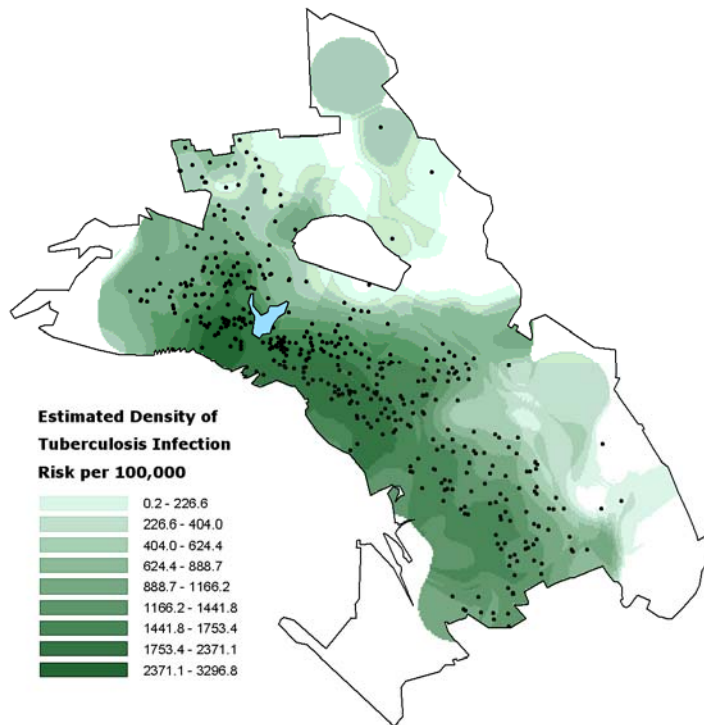 Estimated Density of
Tuberculosis Infection
Risk per 100,000
0.2 - 226.6
226.6 - 404.0
404.0 - 624.4
624.4 - 888.7
888.7 - 1166.2
1166.2 - 1441.8
1441.8 - 1753.4
1753.4 - 2371.1
2371.1 - 3296.8